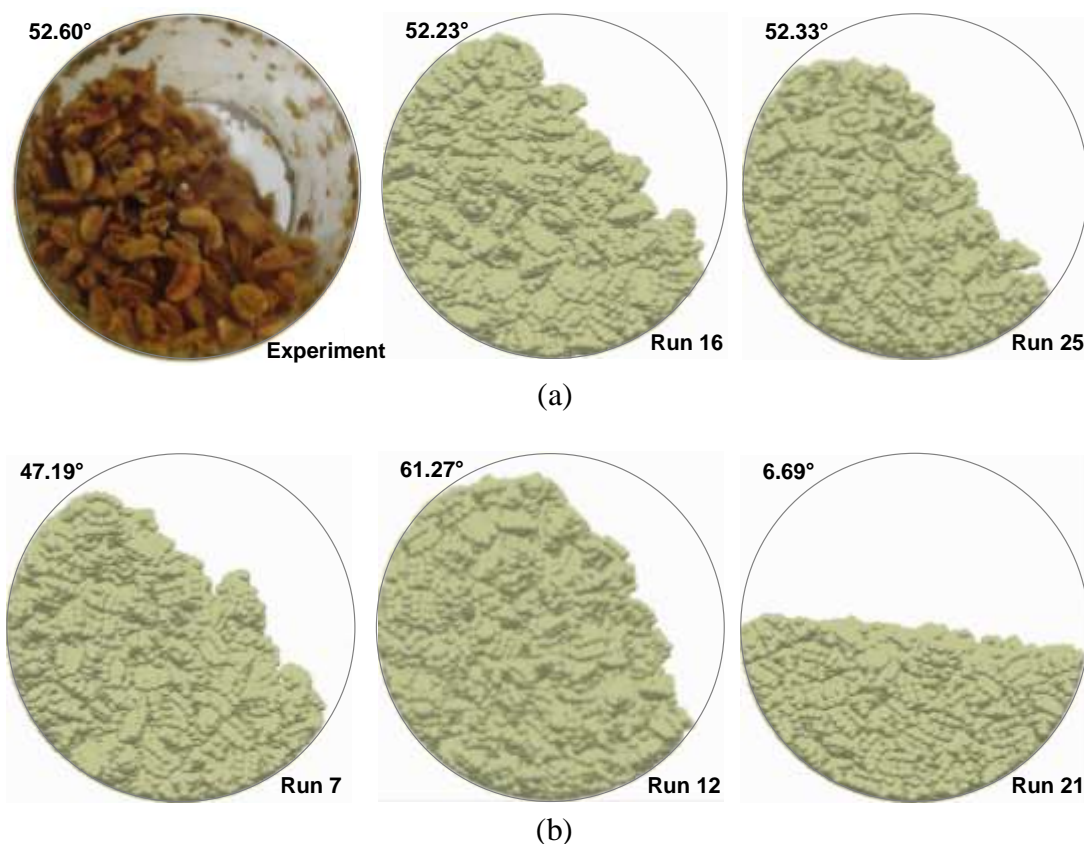 52.60°
52.23°
52.33°
Experiment
Run 16
Run 25
(a)
47.19°
61.27°
6.69°
Run 7
Run 12
Run 21
(b)